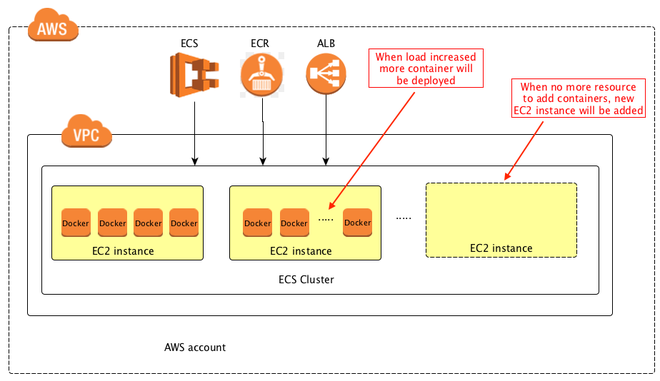 AWS
ECS
ECR
ALB
When load increased
more container will
be deployed
When no more resource
to add containers, new
EC2 instance will be added
VPC
Docker
Docker
Docker
Docker
EC2 instance
Docker
Docker
.....
Docker
EC2 instance
.....
EC2 instance
ECS Cluster
AWS account